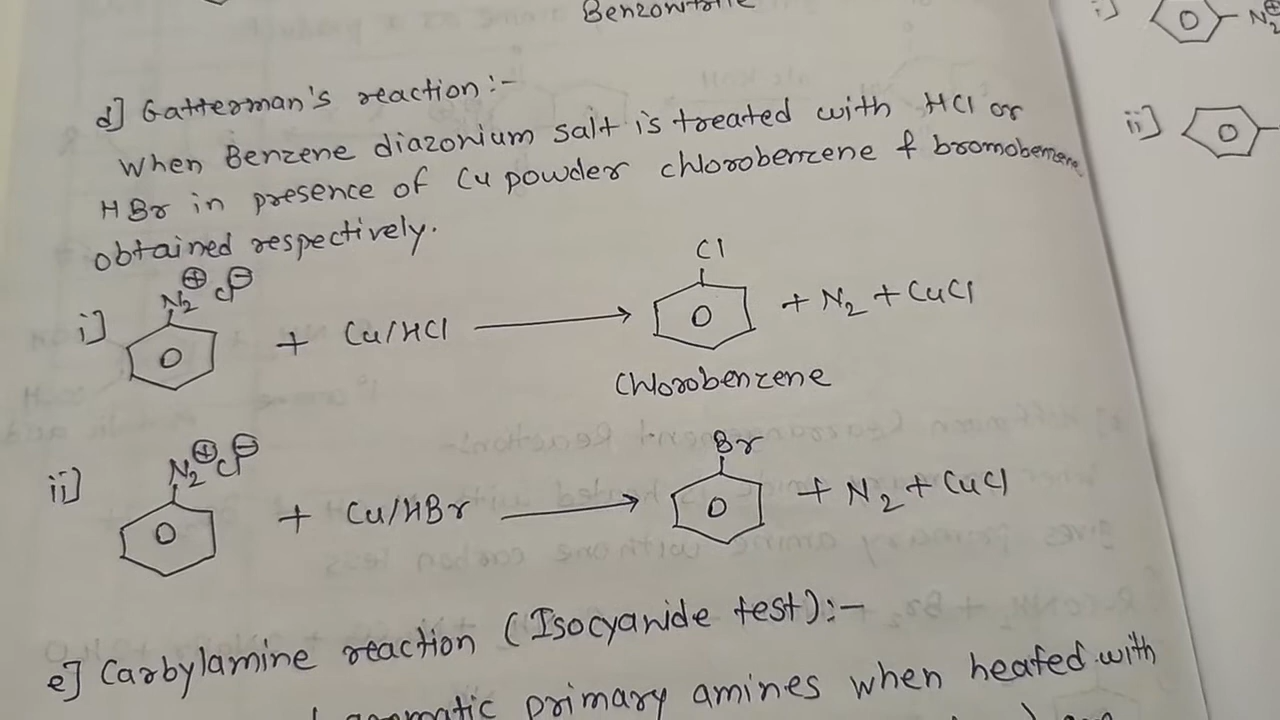 Benzonitrile
d] Gatterman's reaction :-
When Benzene diazonium salt is treated with HCl or
HBr in presence of Cu powder chlorobenzene & bromobenzene
obtained respectively.
i] N₂⊕ Cl⊖ + Cu/HCl ⟶ Cl + N₂ + CuCl
Chlorobenzene
ii] N₂⊕ Cl⊖ + Cu/HBr ⟶ Br + N₂ + CuCl
e] Carbylamine reaction (Isocyanide test):-
primary amines when heated with
i] N₂⊕
ii]